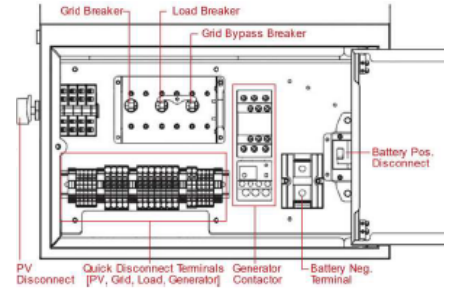 Grid Breaker
Load Breaker
Grid Bypass Breaker
Battery Pos.
Disconnect
PV
Disconnect
Quick Disconnect Terminals
[PV, Grid, Load, Generator]
Generator
Contactor
Battery Neg.
Terminal